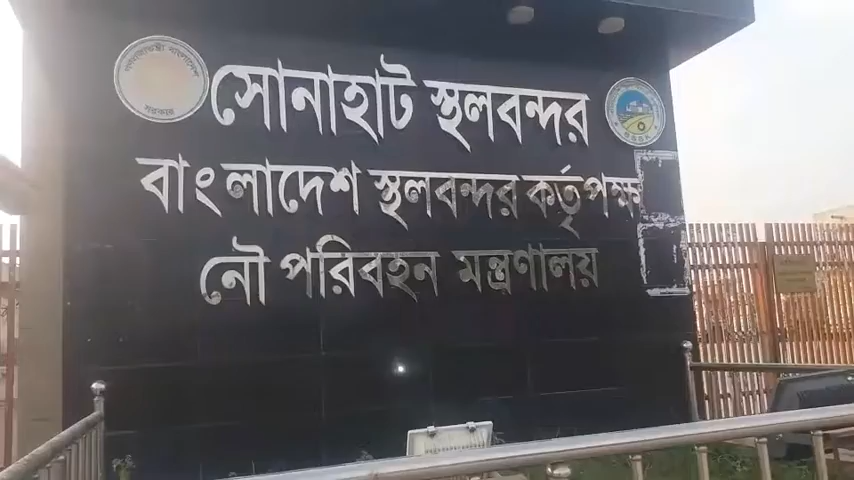 সোনাহাট স্থলবন্দর
বাংলাদেশ স্থলবন্দর কর্তৃপক্ষ
নৌ পরিবহন মন্ত্রণালয়